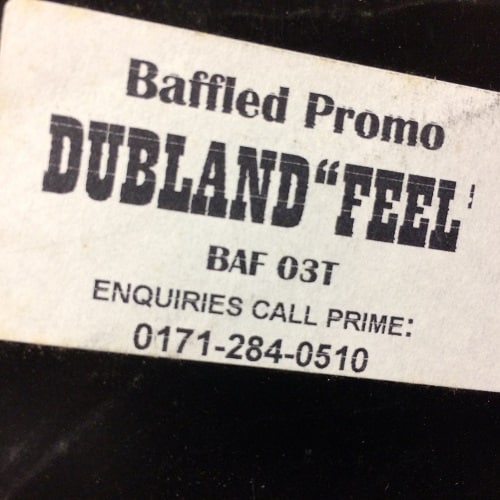 Baffled Promo
DUBLAND "FEEL"
BAF 03T
ENQUIRIES CALL PRIME:
0171-284-0510